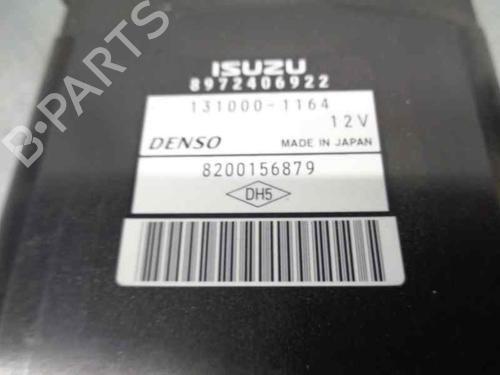 ISUZU
8972406922
131000-1164
12V
DENSO MADE IN JAPAN
8200156879
DH5
B-PARTS